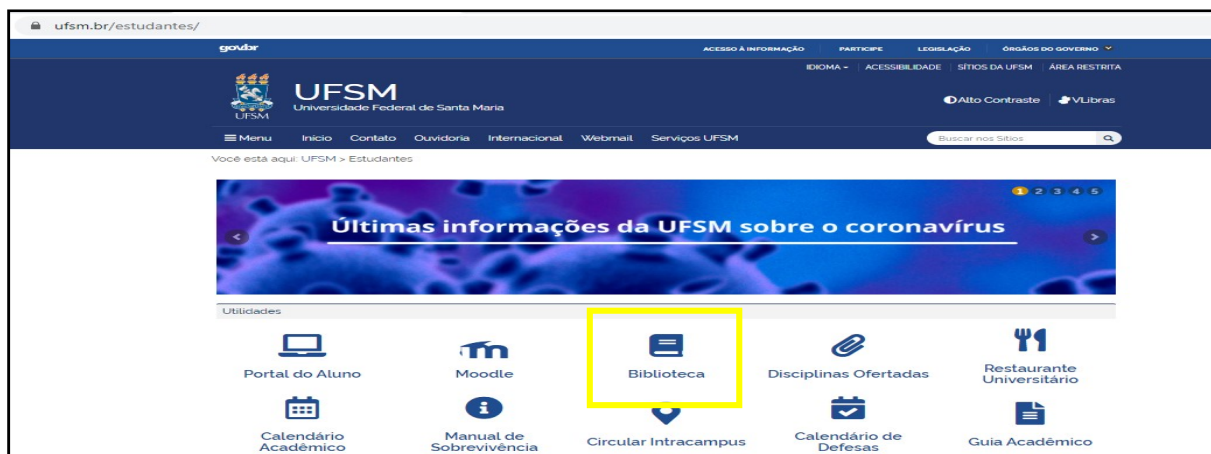 ufsm.br/estudantes/
govbr ACESSO À INFORMAÇÃO PARTICIPE LEGISLAÇÃO ÓRGÃOS DO GOVERNO
IDIOMA ACESSIBILIDADE SÍTIOS DA UFSM ÁREA RESTRITA
UFSM
Universidade Federal de Santa Maria
UFSM
Alto Contraste VLibras
Menu Início Contato Ouvidoria Internacional Webmail Serviços UFSM Buscar nos Sítios
Você está aqui: UFSM > Estudantes
1 2 3 4 5
Últimas informações da UFSM sobre o coronavírus
Utilidades
Portal do Aluno
Moodle
Biblioteca
Disciplinas Ofertadas
Restaurante
Universitário
Calendário
Acadêmico
Manual de
Sobrevivência
Circular Intracampus
Calendário de
Defesas
Guia Acadêmico